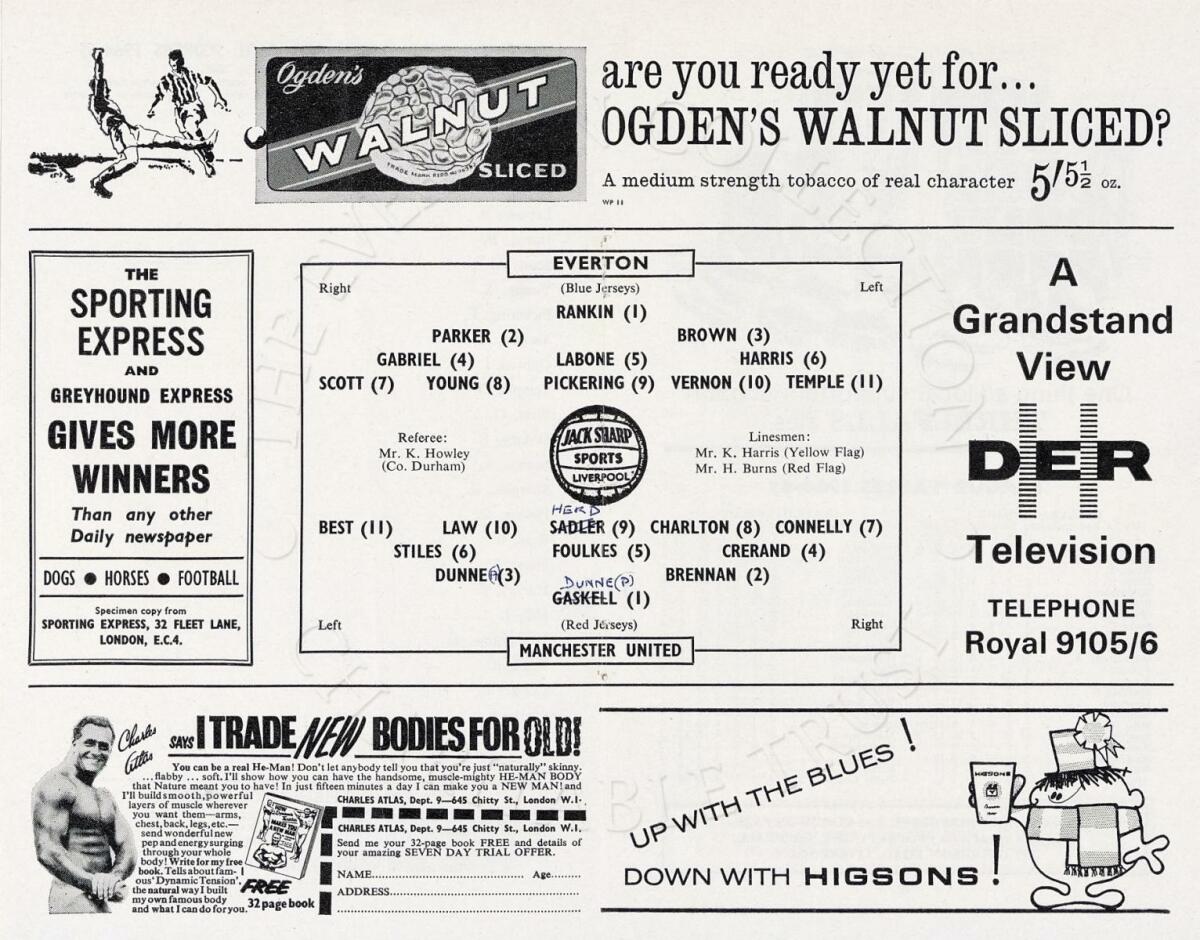 Ogden's
WALNUT
TRADE MARK REGD
SLICED
are you ready yet for...
OGDEN'S WALNUT SLICED?
A medium strength tobacco of real character 5/5½ oz.
WP 11
THE
SPORTING
EXPRESS
AND
GREYHOUND EXPRESS
GIVES MORE
WINNERS
Than any other
Daily newspaper
DOGS ● HORSES ● FOOTBALL
Specimen copy from
SPORTING EXPRESS, 32 FLEET LANE,
LONDON, E.C.4.
EVERTON
Right (Blue Jerseys) Left
RANKIN (1)
PARKER (2) BROWN (3)
GABRIEL (4) LABONE (5) HARRIS (6)
SCOTT (7) YOUNG (8) PICKERING (9) VERNON (10) TEMPLE (11)
Referee:
Mr. K. Howley
(Co. Durham)
JACK SHARP
SPORTS
LIVERPOOL
Linesmen:
Mr. K. Harris (Yellow Flag)
Mr. H. Burns (Red Flag)
HERD
BEST (11) LAW (10) SADLER (9) CHARLTON (8) CONNELLY (7)
STILES (6) FOULKES (5) CRERAND (4)
DUNNE (A) (3) BRENNAN (2)
DUNNE (P)
GASKELL (1)
Left (Red Jerseys) Right
MANCHESTER UNITED
A
Grandstand
View
DER
Television
TELEPHONE
Royal 9105/6
Charles
Atlas
SAYS I TRADE NEW BODIES FOR OLD!
You can be a real He-Man! Don't let anybody tell you that you're just "naturally" skinny.
...flabby ... soft. I'll show how you can have the handsome, muscle-mighty HE-MAN BODY
that Nature meant you to have! In just fifteen minutes a day I can make you a NEW MAN! and
I'll build smooth, powerful
layers of muscle wherever
you want them—arms,
chest, back, legs, etc.—
send wonderful new
pep and energy surging
through your whole
body! Write for my free
book. Tells about fam-
ous 'Dynamic Tension',
the natural way I built
my own famous body
and what I can do for you.
FREE
32 page book
CHARLES ATLAS, Dept. 9—645 Chitty St., London W.1.
CHARLES ATLAS, Dept. 9—645 Chitty St., London W.1.
Send me your 32-page book FREE and details of
your amazing SEVEN DAY TRIAL OFFER.
NAME Age
ADDRESS
UP WITH THE BLUES!
DOWN WITH HIGSONS!
HIGSONS